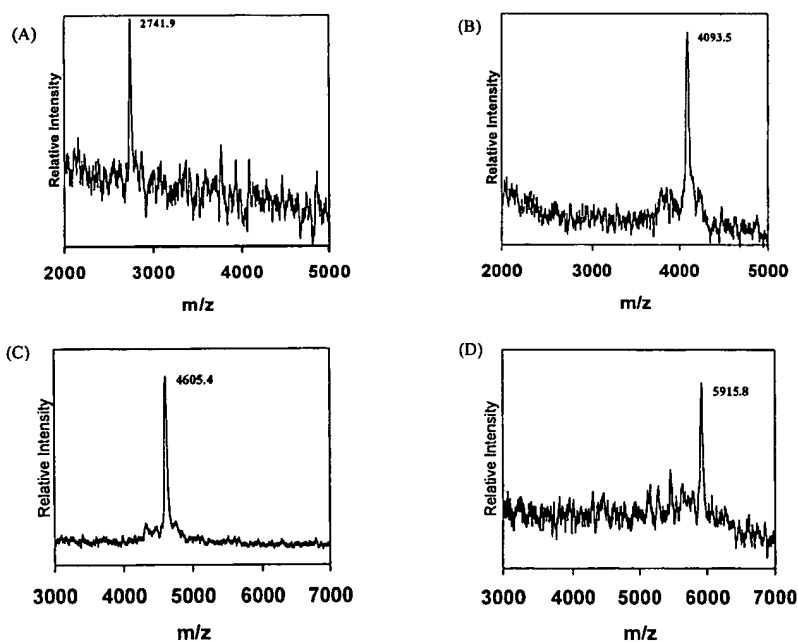 (A)
2741.9
Relative Intensity
2000 3000 4000 5000
m/z
(B)
4093.5
Relative Intensity
2000 3000 4000 5000
m/z
(C)
4605.4
Relative Intensity
3000 4000 5000 6000 7000
m/z
(D)
5915.8
Relative Intensity
3000 4000 5000 6000 7000
m/z